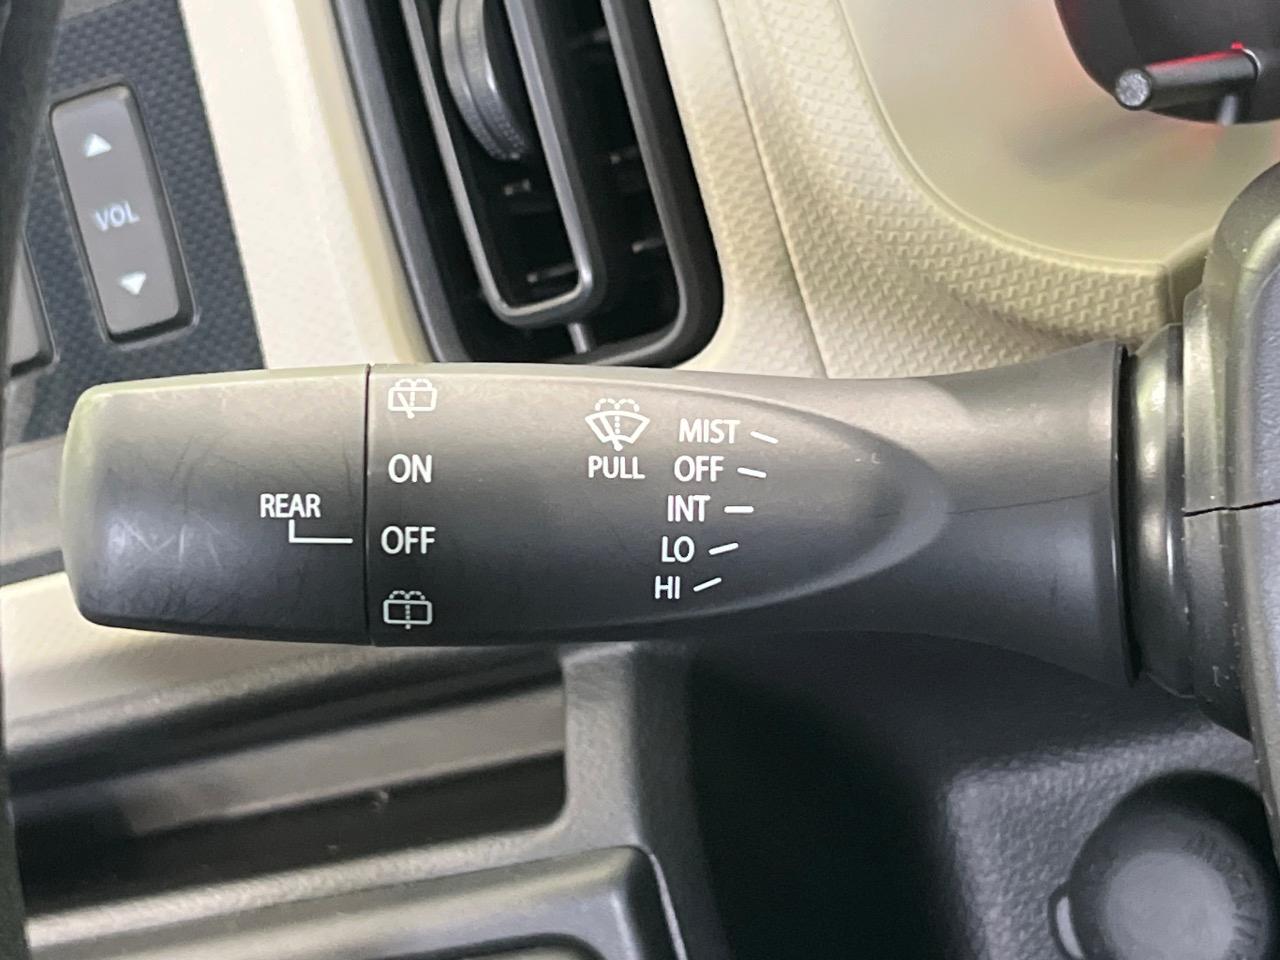 VOL
ON
REAR
OFF
PULL
MIST
OFF
INT
LO
HI